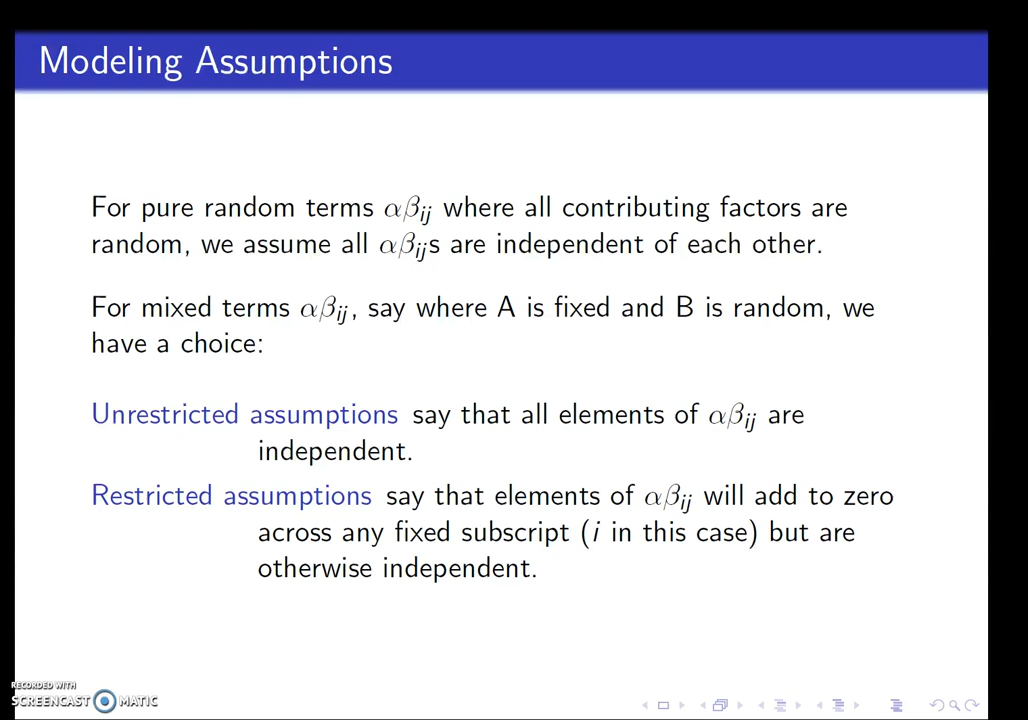 Modeling Assumptions
For pure random terms αβij where all contributing factors are
random, we assume all αβijs are independent of each other.
For mixed terms αβij, say where A is fixed and B is random, we
have a choice:
Unrestricted assumptions say that all elements of αβij are
independent.
Restricted assumptions say that elements of αβij will add to zero
across any fixed subscript (i in this case) but are
otherwise independent.
RECORDED WITH
SCREENCAST MATIC